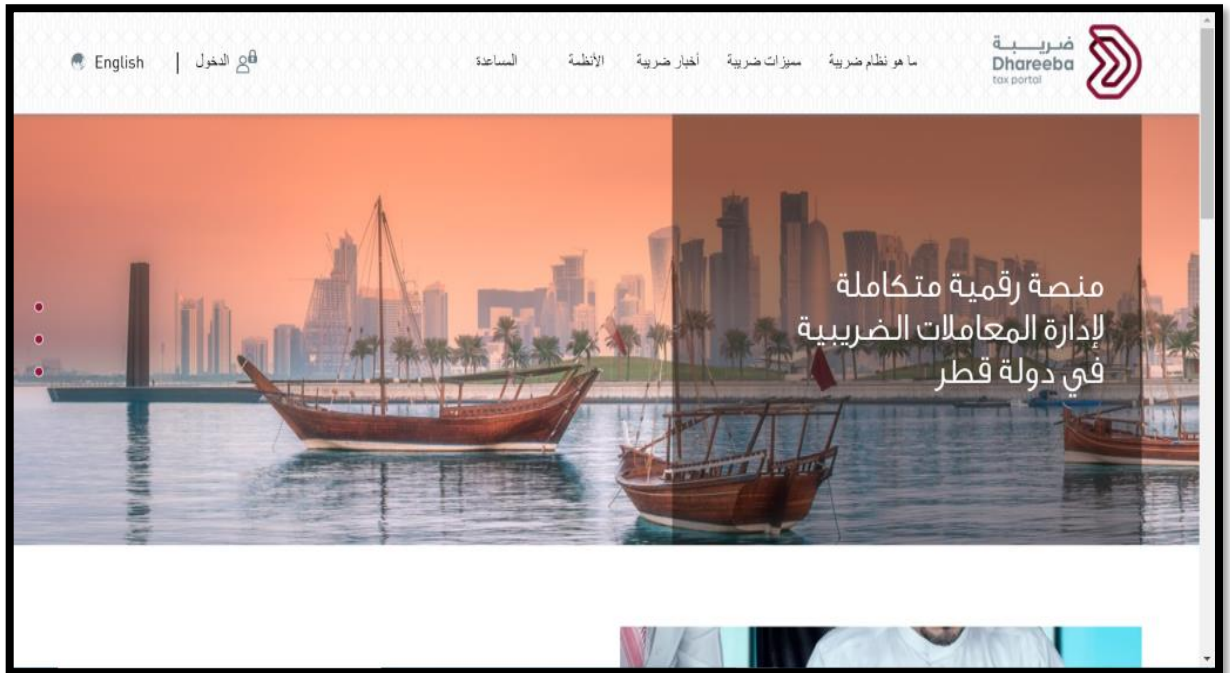 ضريبة
Dhareeba
tax portal
ما هو نظام ضريبة
مميزات ضريبة
أخبار ضريبة
الأنظمة
المساعدة
الدخول
English
منصة رقمية متكاملة
لإدارة المعاملات الضريبية
في دولة قطر